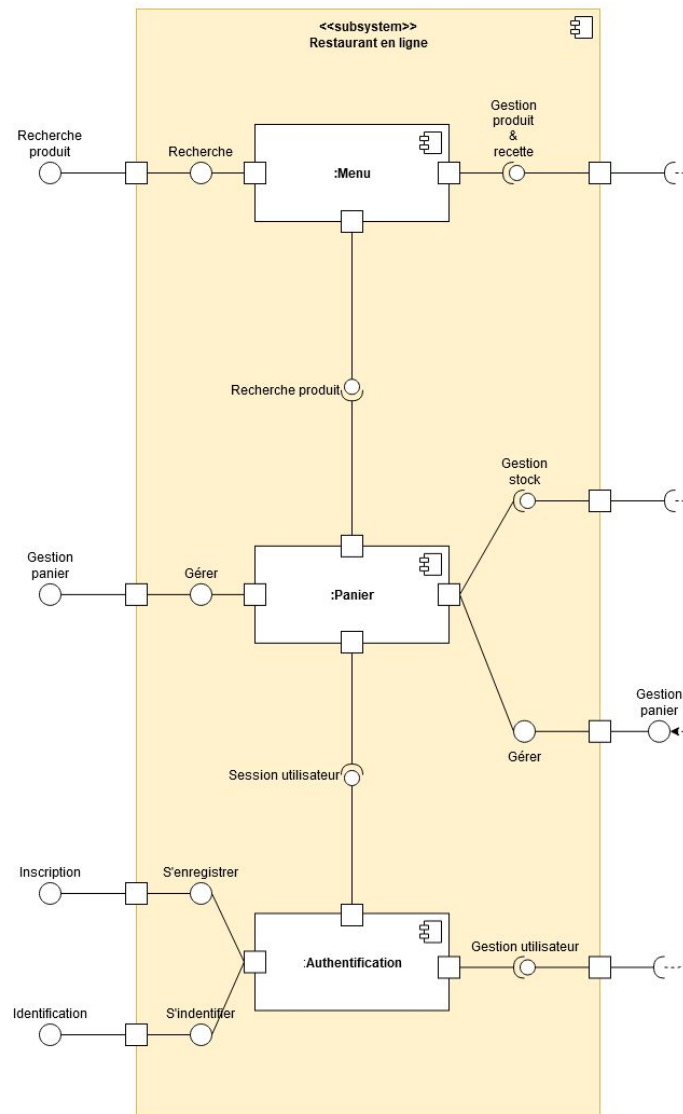 <<subsystem>>
Restaurant en ligne
Recherche
produit
Recherche
:Menu
Gestion
produit
&
recette
Recherche produit
Gestion
stock
Gestion
panier
Gérer
:Panier
Gestion
panier
Gérer
Session utilisateur
Inscription
S'enregistrer
:Authentification
Gestion utilisateur
Identification
S'indentifier